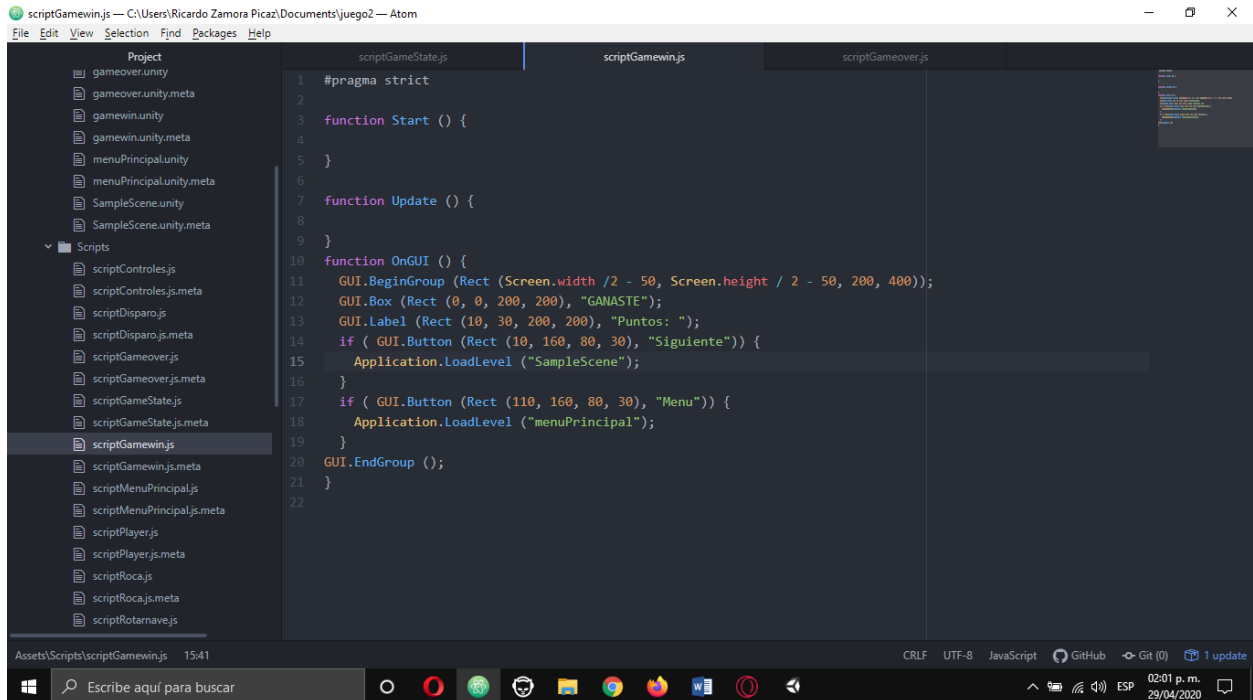 scriptGamewin.js — C:\Users\Ricardo Zamora Picaz\Documents\juego2 — Atom
File Edit View Selection Find Packages Help
Project
gameover.unity
gameover.unity.meta
gamewin.unity
gamewin.unity.meta
menuPrincipal.unity
menuPrincipal.unity.meta
SampleScene.unity
SampleScene.unity.meta
Scripts
scriptControles.js
scriptControles.js.meta
scriptDisparo.js
scriptDisparo.js.meta
scriptGameover.js
scriptGameover.js.meta
scriptGameState.js
scriptGameState.js.meta
scriptGamewin.js
scriptGamewin.js.meta
scriptMenuPrincipal.js
scriptMenuPrincipal.js.meta
scriptPlayer.js
scriptPlayer.js.meta
scriptRoca.js
scriptRoca.js.meta
scriptRotarnave.js
scriptGameState.js scriptGamewin.js scriptGameover.js
1 #pragma strict
2
3 function Start () {
4
5 }
6
7 function Update () {
8
9 }
10 function OnGUI () {
11 GUI.BeginGroup (Rect (Screen.width /2 - 50, Screen.height / 2 - 50, 200, 400));
12 GUI.Box (Rect (0, 0, 200, 200), "GANASTE");
13 GUI.Label (Rect (10, 30, 200, 200), "Puntos: ");
14 if ( GUI.Button (Rect (10, 160, 80, 30), "Siguiente")) {
15 Application.LoadLevel ("SampleScene");
16 }
17 if ( GUI.Button (Rect (110, 160, 80, 30), "Menu")) {
18 Application.LoadLevel ("menuPrincipal");
19 }
20 GUI.EndGroup ();
21 }
22
Assets\Scripts\scriptGamewin.js 15:41 CRLF UTF-8 JavaScript GitHub Git (0) 1 update
Escribe aquí para buscar
ESP
02:01 p. m.
29/04/2020